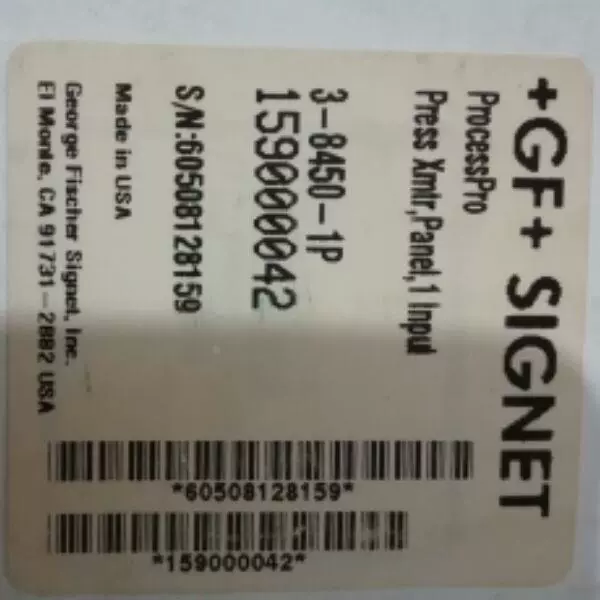 +GF+ SIGNET
ProcessPro
Press Xmtr,Panel,1 Input
3-8450-1P
159000042
S/N:60508128159
Made in USA
George Fischer Signet, Inc.
El Monte, CA 91731-2882 USA
*60508128159*
*159000042*